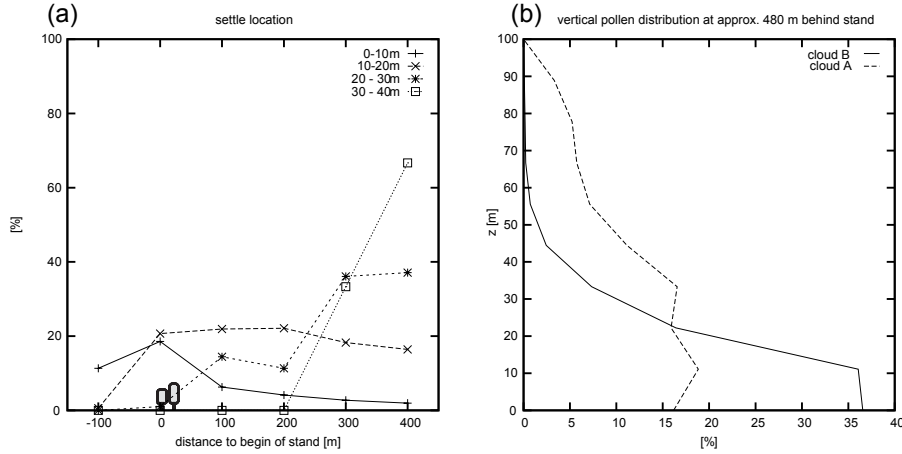 (a)
settle location
100
80
60
40
20
0
[%]
0-10m
10-20m
20 - 30m
30 - 40m
-100 0 100 200 300 400
distance to begin of stand [m]
(b)
vertical pollen distribution at approx. 480 m behind stand
100
90
80
70
60
50
40
30
20
10
0
z [m]
cloud B
cloud A
0 5 10 15 20 25 30 35 40
[%]